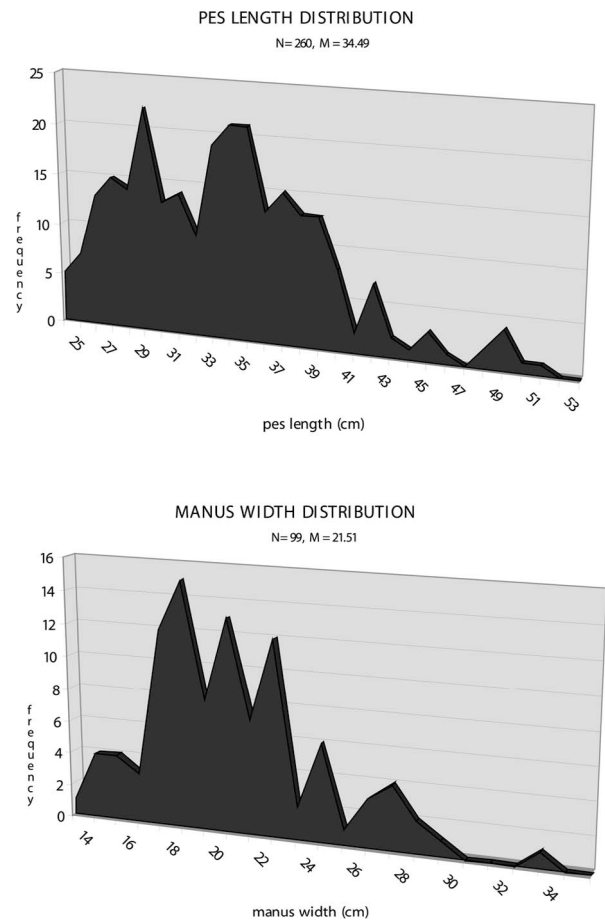 PES LENGTH DISTRIBUTION
N= 260, M = 34.49
25
20
15
10
5
0
frequency
25 27 29 31 33 35 37 39 41 43 45 47 49 51 53
pes length (cm)
MANUS WIDTH DISTRIBUTION
N= 99, M = 21.51
16
14
12
10
8
6
4
2
0
frequency
14 16 18 20 22 24 26 28 30 32 34
manus width (cm)